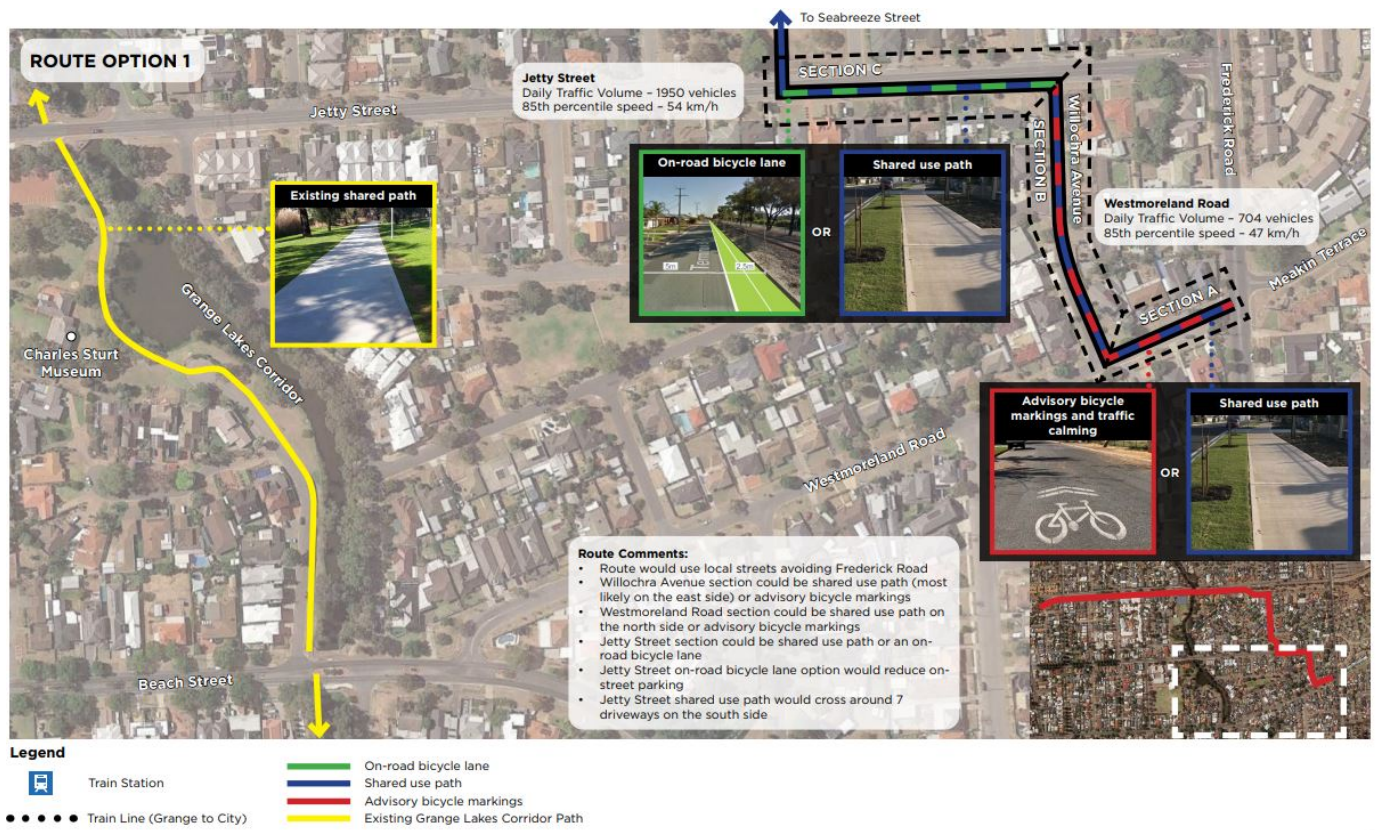 To Seabreeze Street
ROUTE OPTION 1
Jetty Street
Jetty Street
Daily Traffic Volume – 1950 vehicles
85th percentile speed – 54 km/h
SECTION C
Frederick Road
Willochra Avenue
SECTION B
On-road bicycle lane
5m
2.5m
OR
Shared use path
Existing shared path
Westmoreland Road
Daily Traffic Volume – 704 vehicles
85th percentile speed – 47 km/h
Meakin Terrace
SECTION A
Grange Lakes Corridor
Charles Sturt
Museum
Advisory bicycle
markings and traffic
calming
OR
Shared use path
Westmoreland Road
Route Comments:
• Route would use local streets avoiding Frederick Road
• Willochra Avenue section could be shared use path (most
likely on the east side) or advisory bicycle markings
• Westmoreland Road section could be shared use path on
the north side or advisory bicycle markings
• Jetty Street section could be shared use path or an on-
road bicycle lane
• Jetty Street on-road bicycle lane option would reduce on-
street parking
• Jetty Street shared use path would cross around 7
driveways on the south side
Beach Street
Legend
Train Station
Train Line (Grange to City)
On-road bicycle lane
Shared use path
Advisory bicycle markings
Existing Grange Lakes Corridor Path